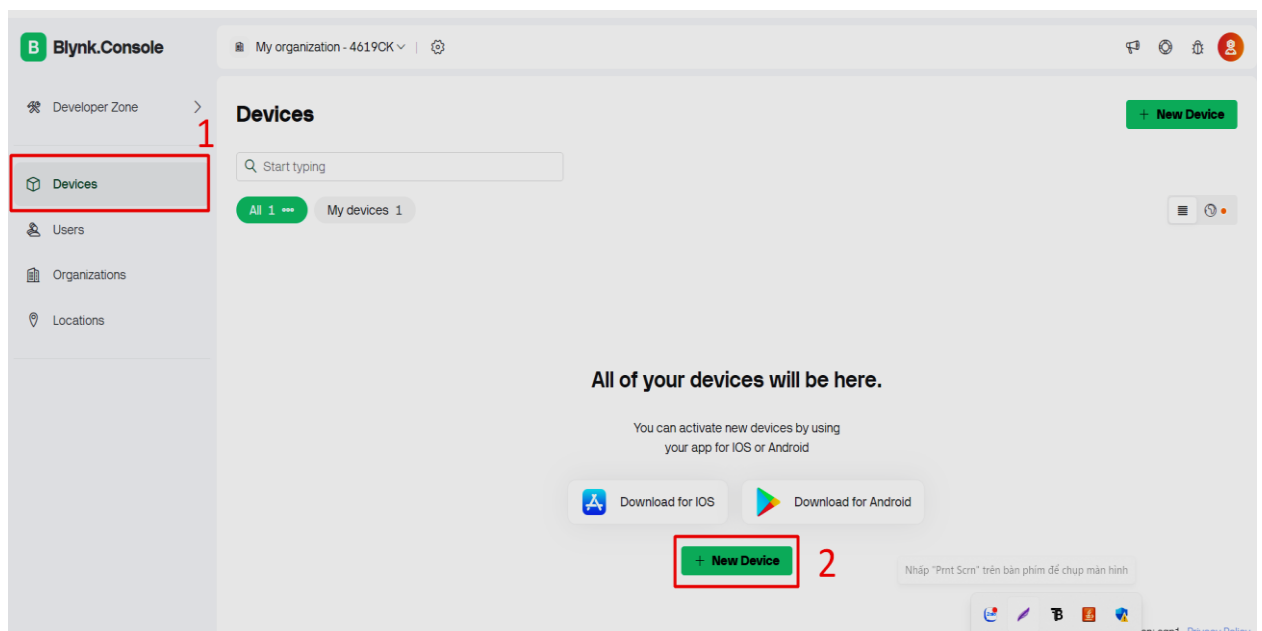 B Blynk.Console
My organization - 4619CK
Developer Zone
1
Devices
Users
Organizations
Locations
Devices
+ New Device
Start typing
All 1
My devices 1
All of your devices will be here.
You can activate new devices by using
your app for IOS or Android
Download for IOS
Download for Android
+ New Device
2
Nhấp "Prnt Scrn" trên bàn phím để chụp màn hình
Privacy Policy